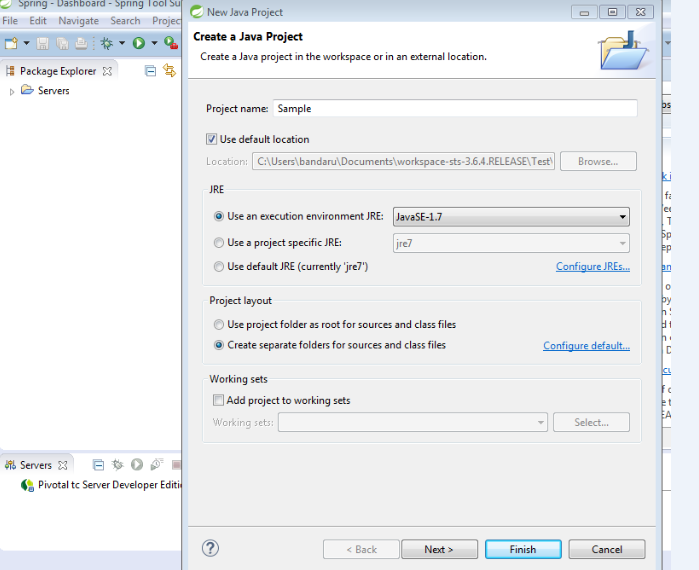 Spring - Dashboard - Spring Tool Su
File Edit Navigate Search Project
Package Explorer
Servers
Servers
Pivotal tc Server Developer Editi
New Java Project
Create a Java Project
Create a Java project in the workspace or in an external location.
Project name: Sample
Use default location
Location: C:\Users\bandaru\Documents\workspace-sts-3.6.4.RELEASE\Test\ Browse...
JRE
Use an execution environment JRE: JavaSE-1.7
Use a project specific JRE: jre7
Use default JRE (currently 'jre7') Configure JREs...
Project layout
Use project folder as root for sources and class files
Create separate folders for sources and class files Configure default...
Working sets
Add project to working sets
Working sets: Select...
? < Back Next > Finish Cancel